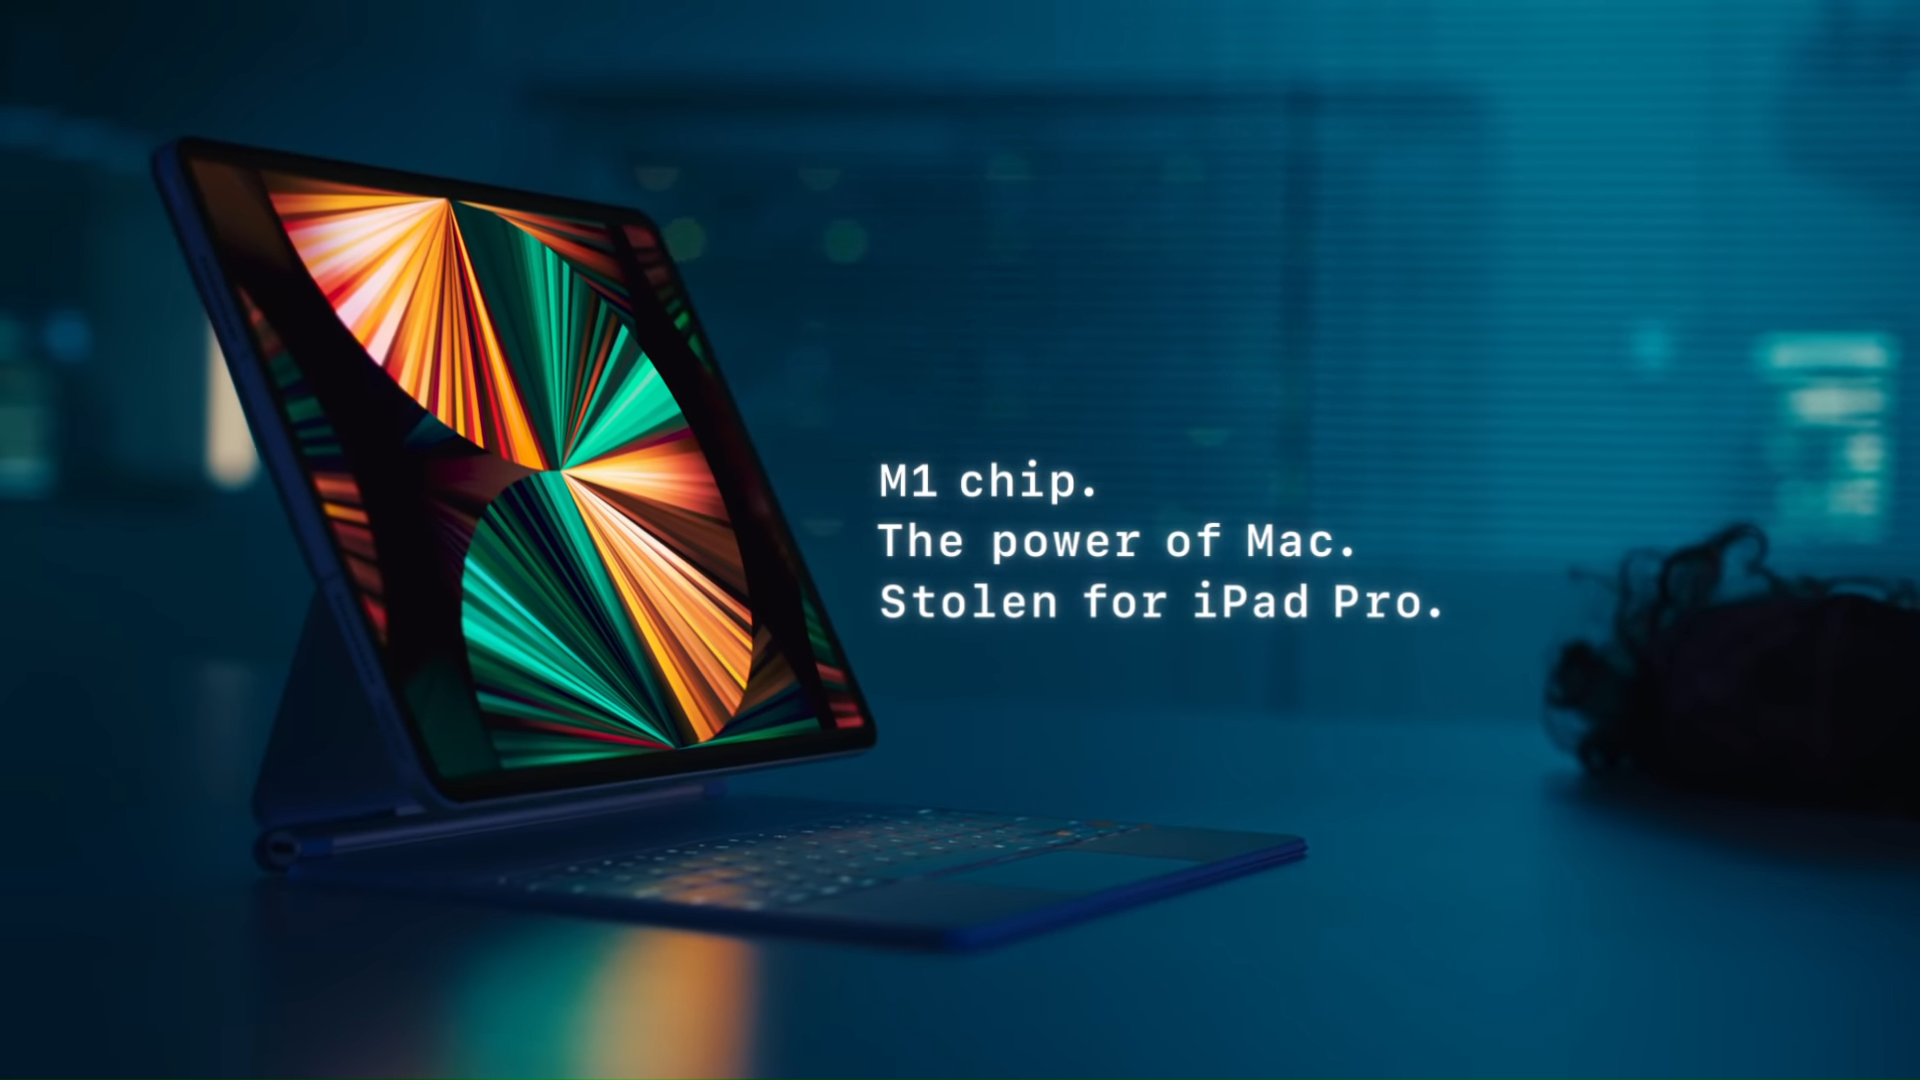 M1 chip.
The power of Mac.
Stolen for iPad Pro.